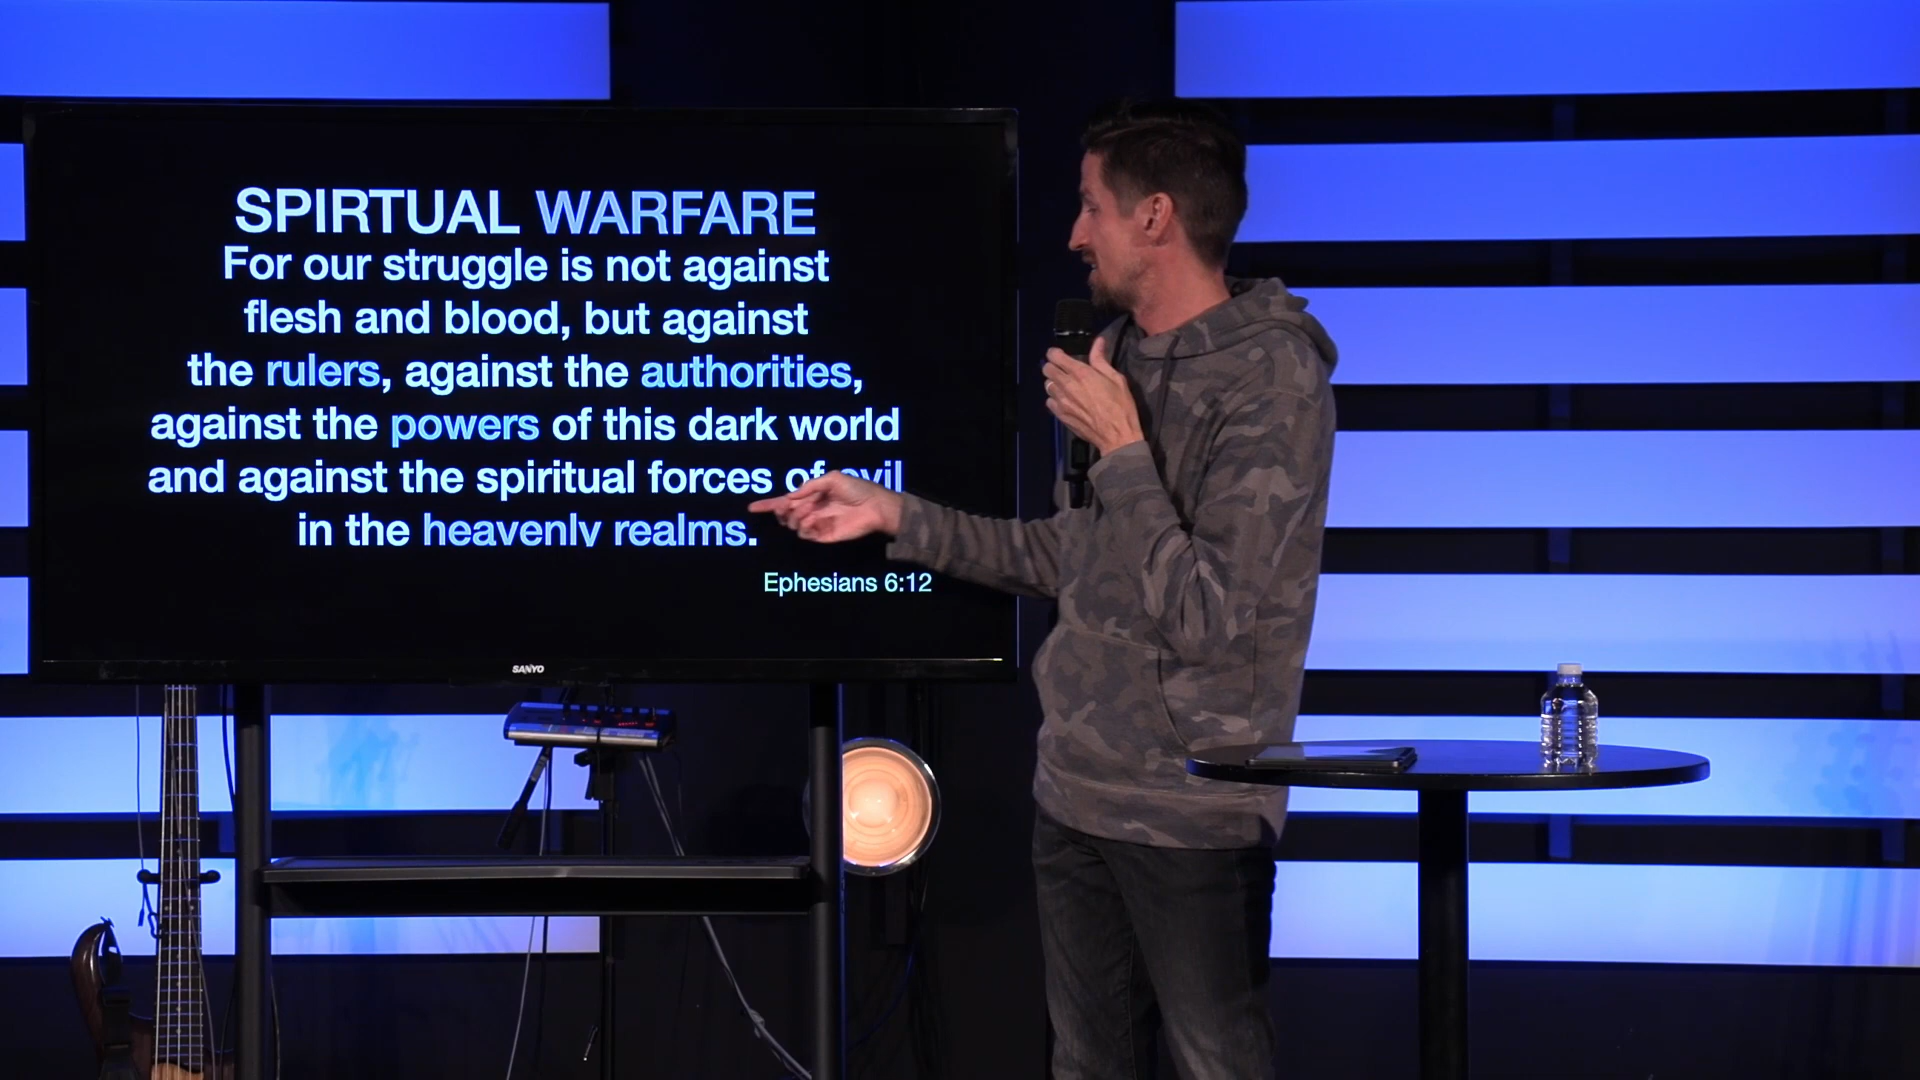 SPIRTUAL WARFARE
For our struggle is not against
flesh and blood, but against
the rulers, against the authorities,
against the powers of this dark world
and against the spiritual forces of evil
in the heavenly realms.
Ephesians 6:12
SANYO